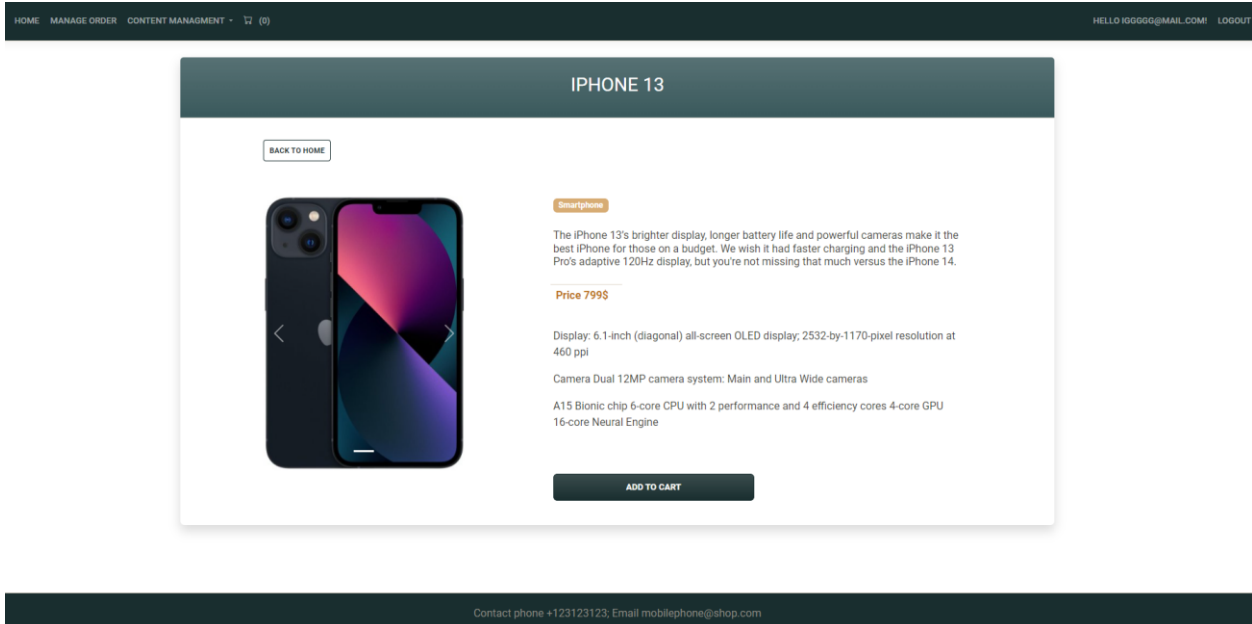 HOME MANAGE ORDER CONTENT MANAGMENT (0) HELLO IGGGGG@MAIL.COM! LOGOUT
IPHONE 13
BACK TO HOME
Smartphone
The iPhone 13's brighter display, longer battery life and powerful cameras make it the
best iPhone for those on a budget. We wish it had faster charging and the iPhone 13
Pro's adaptive 120Hz display, but you're not missing that much versus the iPhone 14.
Price 799$
Display: 6.1-inch (diagonal) all-screen OLED display; 2532-by-1170-pixel resolution at
460 ppi
Camera Dual 12MP camera system: Main and Ultra Wide cameras
A15 Bionic chip 6-core CPU with 2 performance and 4 efficiency cores 4-core GPU
16-core Neural Engine
ADD TO CART
Contact phone +123123123; Email mobilephone@shop.com